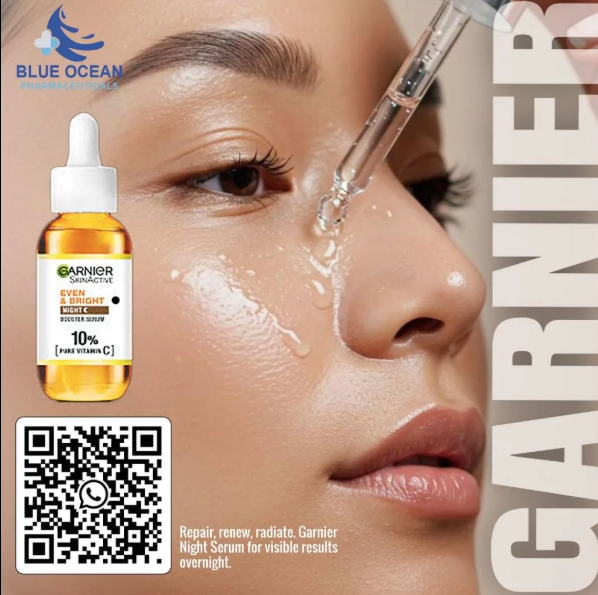 BLUE OCEAN
PHARMACEUTICALS
GARNIER
GARNIER
SKINACTIVE
EVEN
& BRIGHT
NIGHT C
BOOSTER SERUM
10%
[PURE VITAMIN C]
Repair, renew, radiate. Garnier
Night Serum for visible results
overnight.